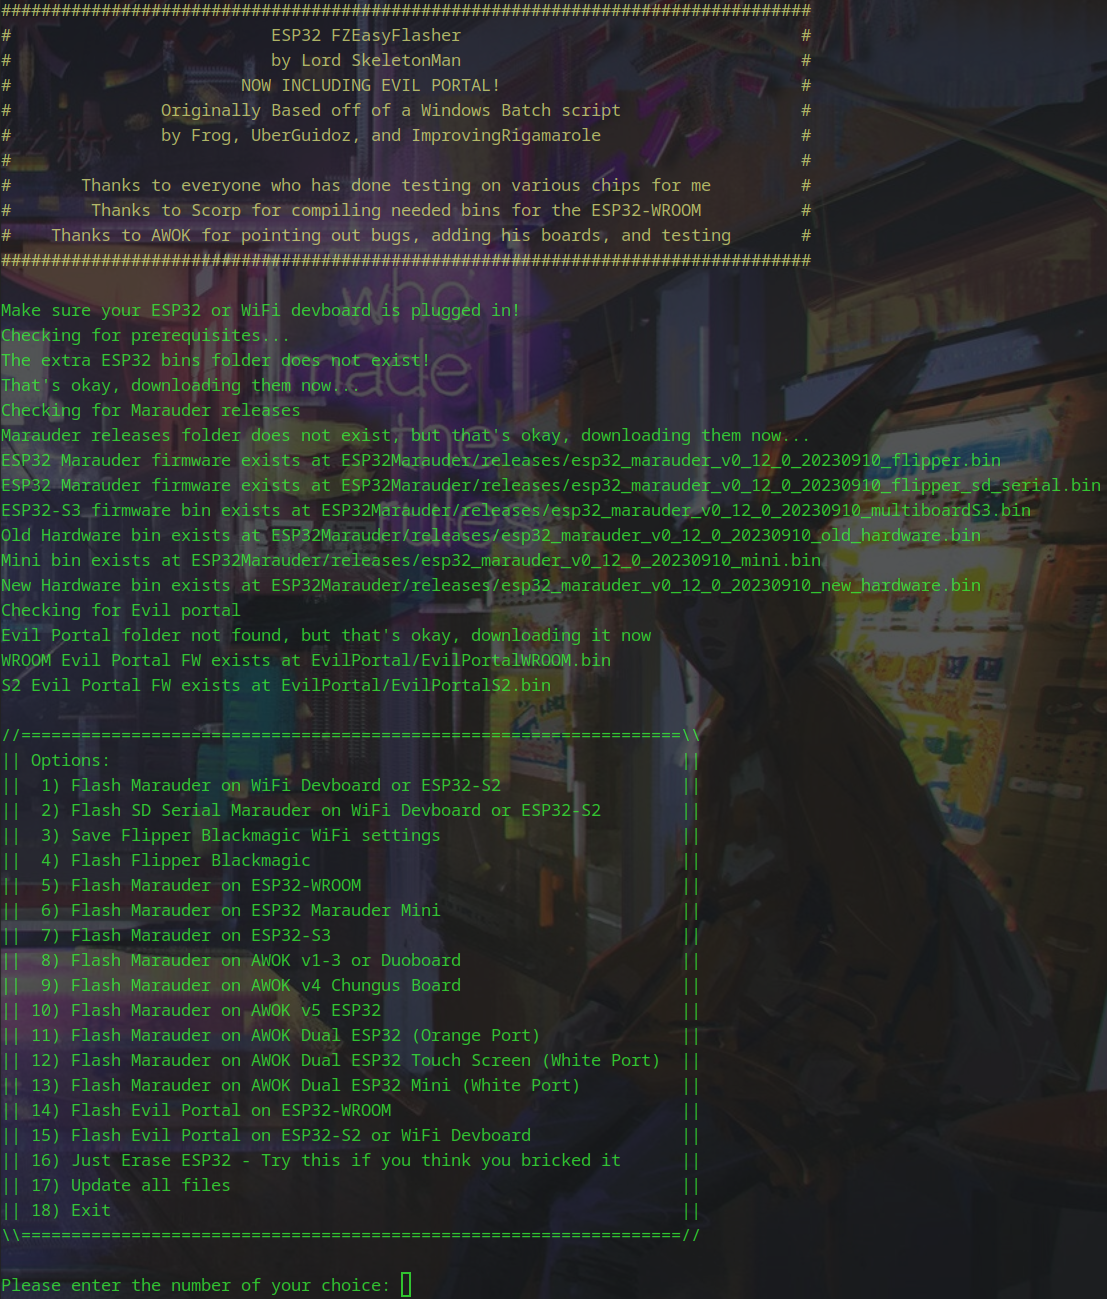 #################################################################################
# ESP32 FZEasyFlasher #
# by Lord SkeletonMan #
# NOW INCLUDING EVIL PORTAL! #
# Originally Based off of a Windows Batch script #
# by Frog, UberGuidoz, and ImprovingRigamarole #
# #
# Thanks to everyone who has done testing on various chips for me #
# Thanks to Scorp for compiling needed bins for the ESP32-WROOM #
# Thanks to AWOK for pointing out bugs, adding his boards, and testing #
#################################################################################
Make sure your ESP32 or WiFi devboard is plugged in!
Checking for prerequisites...
The extra ESP32 bins folder does not exist!
That's okay, downloading them now...
Checking for Marauder releases
Marauder releases folder does not exist, but that's okay, downloading them now...
ESP32 Marauder firmware exists at ESP32Marauder/releases/esp32_marauder_v0_12_0_20230910_flipper.bin
ESP32 Marauder firmware exists at ESP32Marauder/releases/esp32_marauder_v0_12_0_20230910_flipper_sd_serial.bin
ESP32-S3 firmware bin exists at ESP32Marauder/releases/esp32_marauder_v0_12_0_20230910_multiboardS3.bin
Old Hardware bin exists at ESP32Marauder/releases/esp32_marauder_v0_12_0_20230910_old_hardware.bin
Mini bin exists at ESP32Marauder/releases/esp32_marauder_v0_12_0_20230910_mini.bin
New Hardware bin exists at ESP32Marauder/releases/esp32_marauder_v0_12_0_20230910_new_hardware.bin
Checking for Evil portal
Evil Portal folder not found, but that's okay, downloading it now
WROOM Evil Portal FW exists at EvilPortal/EvilPortalWROOM.bin
S2 Evil Portal FW exists at EvilPortal/EvilPortalS2.bin
//==================================================================\\
|| Options: ||
|| 1) Flash Marauder on WiFi Devboard or ESP32-S2 ||
|| 2) Flash SD Serial Marauder on WiFi Devboard or ESP32-S2 ||
|| 3) Save Flipper Blackmagic WiFi settings ||
|| 4) Flash Flipper Blackmagic ||
|| 5) Flash Marauder on ESP32-WROOM ||
|| 6) Flash Marauder on ESP32 Marauder Mini ||
|| 7) Flash Marauder on ESP32-S3 ||
|| 8) Flash Marauder on AWOK v1-3 or Duoboard ||
|| 9) Flash Marauder on AWOK v4 Chungus Board ||
|| 10) Flash Marauder on AWOK v5 ESP32 ||
|| 11) Flash Marauder on AWOK Dual ESP32 (Orange Port) ||
|| 12) Flash Marauder on AWOK Dual ESP32 Touch Screen (White Port) ||
|| 13) Flash Marauder on AWOK Dual ESP32 Mini (White Port) ||
|| 14) Flash Evil Portal on ESP32-WROOM ||
|| 15) Flash Evil Portal on ESP32-S2 or WiFi Devboard ||
|| 16) Just Erase ESP32 - Try this if you think you bricked it ||
|| 17) Update all files ||
|| 18) Exit ||
\\==================================================================//
Please enter the number of your choice:
who
made
the
rules